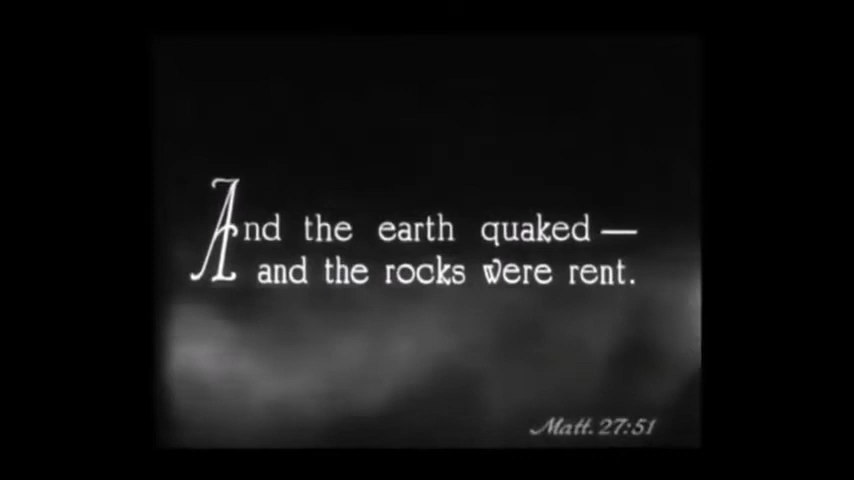 And the earth quaked—
and the rocks were rent.
Matt. 27:51